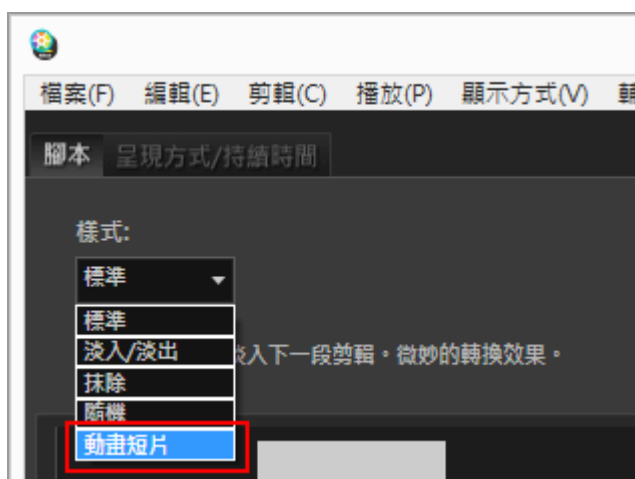 檔案(F) 編輯(E) 剪輯(C) 播放(P) 顯示方式(V)
腳本 呈現方式/持續時間
樣式:
標準
標準
淡入/淡出 淡入下一段剪輯。微妙的轉換效果。
抹除
隨機
動畫短片